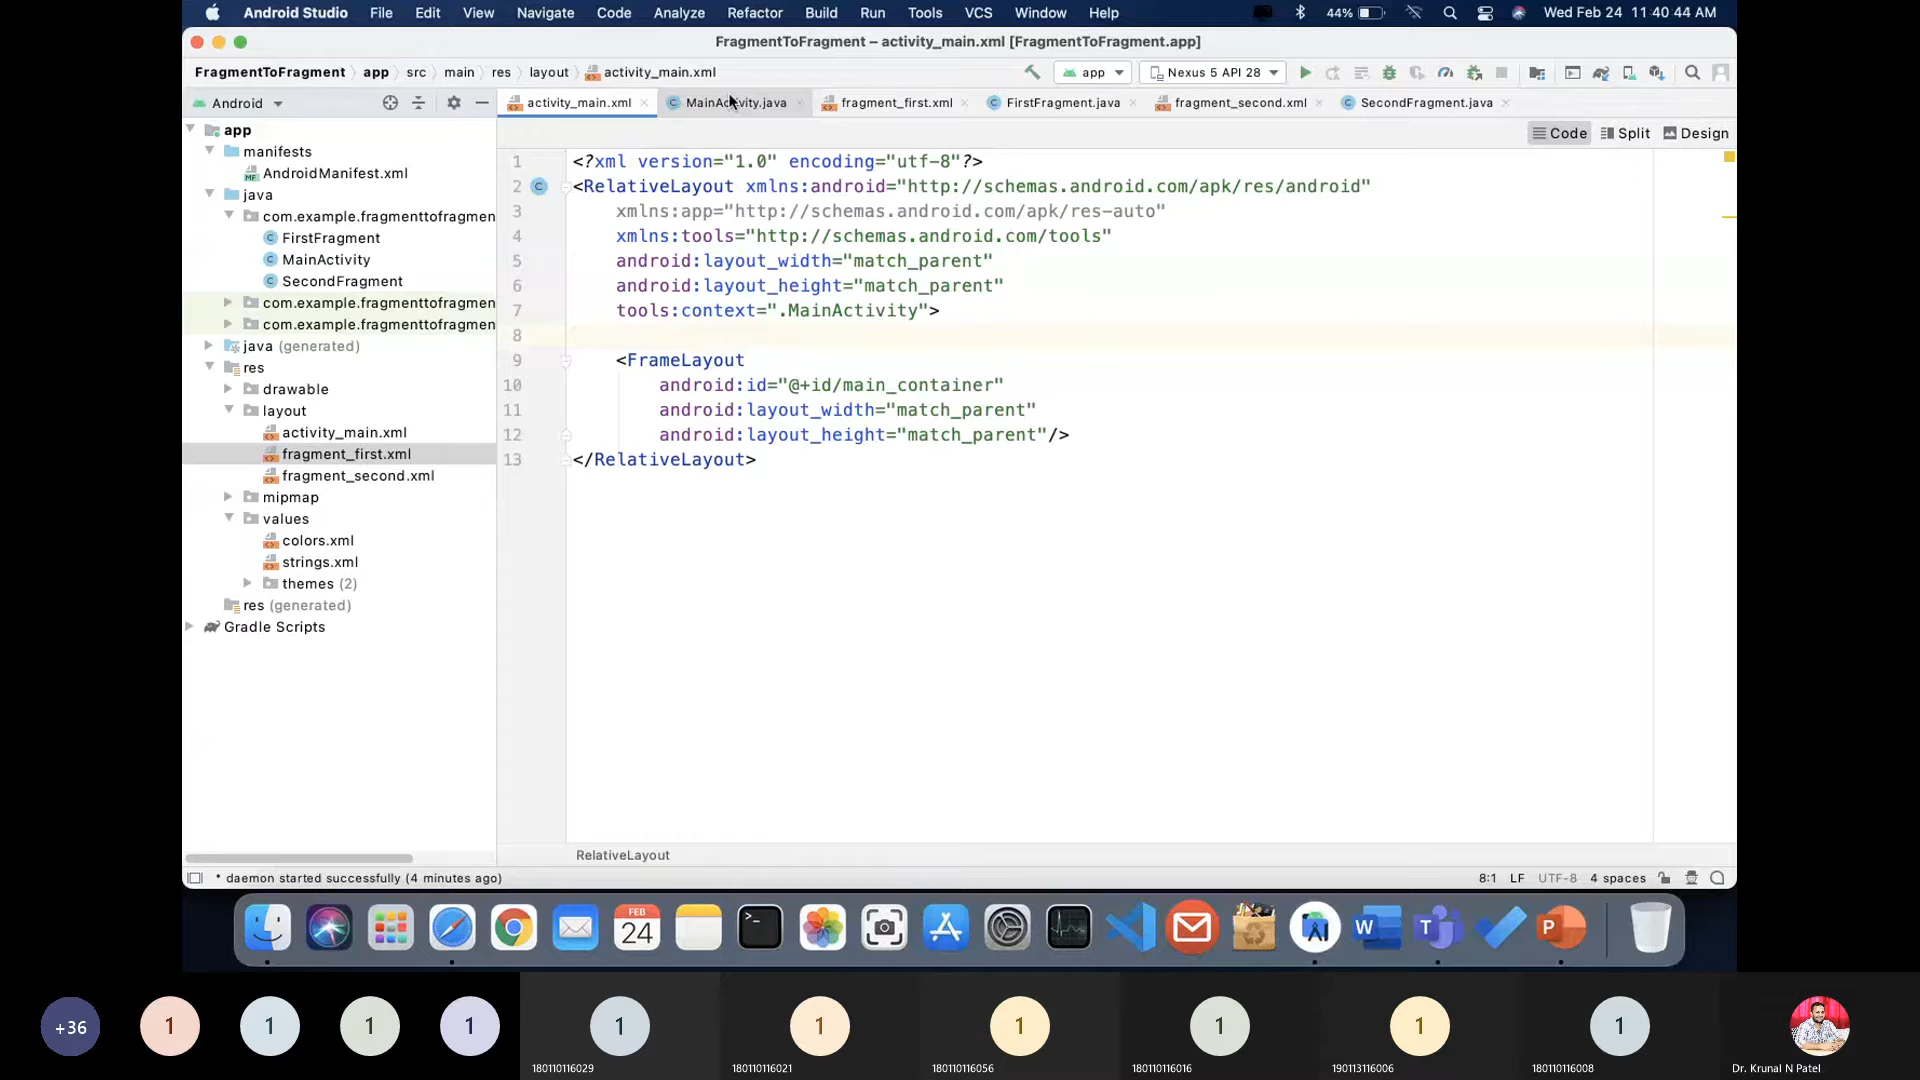 Android Studio File Edit View Navigate Code Analyze Refactor Build Run Tools VCS Window Help 44% Wed Feb 24 11:40:44 AM
FragmentToFragment – activity_main.xml [FragmentToFragment.app]
FragmentToFragment app src main res layout activity_main.xml app Nexus 5 API 28
Android activity_main.xml MainActivity.java fragment_first.xml FirstFragment.java fragment_second.xml SecondFragment.java
Code Split Design
app
manifests
AndroidManifest.xml
java
com.example.fragmenttofragmen
FirstFragment
MainActivity
SecondFragment
com.example.fragmenttofragmen
com.example.fragmenttofragmen
java (generated)
res
drawable
layout
activity_main.xml
fragment_first.xml
fragment_second.xml
mipmap
values
colors.xml
strings.xml
themes (2)
res (generated)
Gradle Scripts
1 <?xml version="1.0" encoding="utf-8"?>
2 <RelativeLayout xmlns:android="http://schemas.android.com/apk/res/android"
3 xmlns:app="http://schemas.android.com/apk/res-auto"
4 xmlns:tools="http://schemas.android.com/tools"
5 android:layout_width="match_parent"
6 android:layout_height="match_parent"
7 tools:context=".MainActivity">
8
9 <FrameLayout
10 android:id="@+id/main_container"
11 android:layout_width="match_parent"
12 android:layout_height="match_parent"/>
13 </RelativeLayout>
RelativeLayout
* daemon started successfully (4 minutes ago) 8:1 LF UTF-8 4 spaces
FEB
24
+36 1 1 1 1 1 1 1 1 1 1
180110116029 180110116021 180110116056 180110116016 190113116006 180110116008 Dr. Krunal N Patel